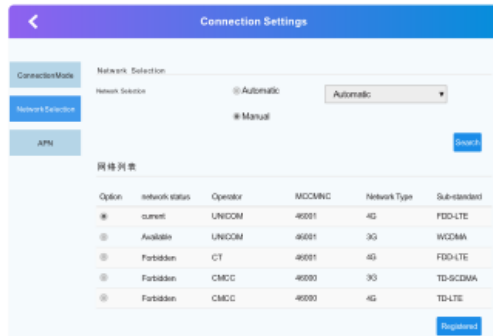 Connection Settings
ConnectionMode
NetworkSelection
APN
Network Selection
Network Selection Automatic Automatic
Manual
Search
网络列表
Option network status Operator MCCMNC Network Type Sub-standard
current UNICOM 46001 4G FDD-LTE
Available UNICOM 46001 3G WCDMA
Forbidden CT 46011 4G FDD-LTE
Forbidden CMCC 46000 3G TD-SCDMA
Forbidden CMCC 46000 4G TD-LTE
Registered